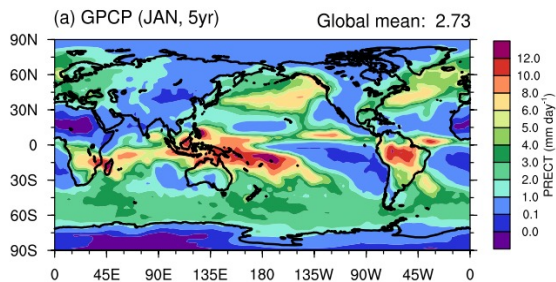 (a) GPCP (JAN, 5yr) Global mean: 2.73
90N
60N
30N
0
30S
60S
90S
0 45E 90E 135E 180 135W 90W 45W 0
12.0
10.0
8.0
6.0
5.0
4.0
3.0
2.0
1.0
0.1
0.0
PRECT (mm day⁻¹)